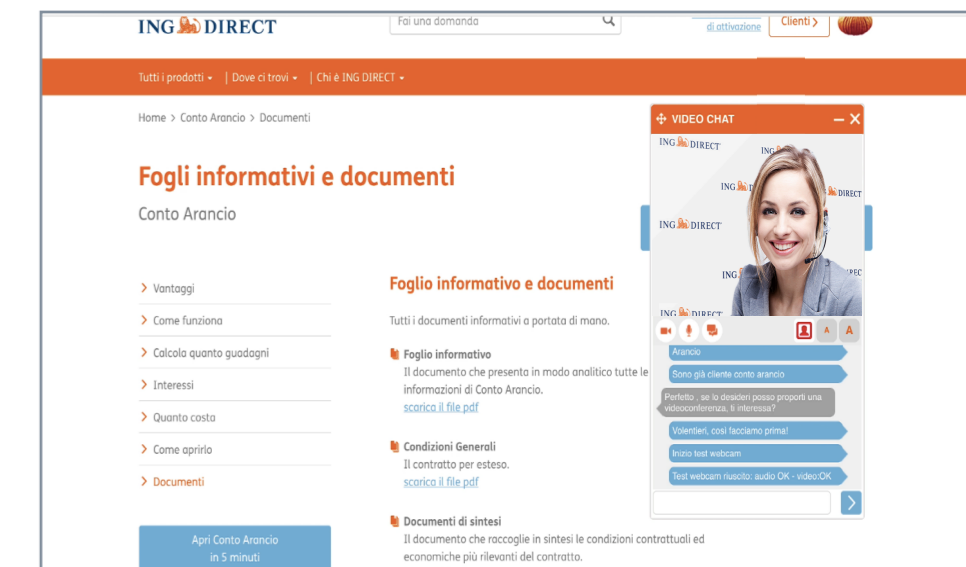 ING DIRECT
Fai una domanda
di attivazione
Clienti >
Tutti i prodotti | Dove ci trovi | Chi è ING DIRECT
Home > Conto Arancio > Documenti
Fogli informativi e documenti
Conto Arancio
> Vantaggi
> Come funziona
> Calcola quanto guadagni
> Interessi
> Quanto costa
> Come aprirlo
> Documenti
Apri Conto Arancio
in 5 minuti
Foglio informativo e documenti
Tutti i documenti informativi a portata di mano.
Foglio informativo
Il documento che presenta in modo analitico tutte le
informazioni di Conto Arancio.
scarica il file pdf
Condizioni Generali
Il contratto per esteso.
scarica il file pdf
Documenti di sintesi
Il documento che raccoglie in sintesi le condizioni contrattuali ed
economiche più rilevanti del contratto.
VIDEO CHAT
ING DIRECT
ING
ING
DIRECT
ING DIRECT
ING
ING DIRECT
A A
Arancio
Sono già cliente conto arancio
Perfetto , se lo desideri posso proporti una
videoconferenza, ti interessa?
Volentieri, così facciamo prima!
Inizio test webcam
Test webcam riuscito: audio OK - video:OK